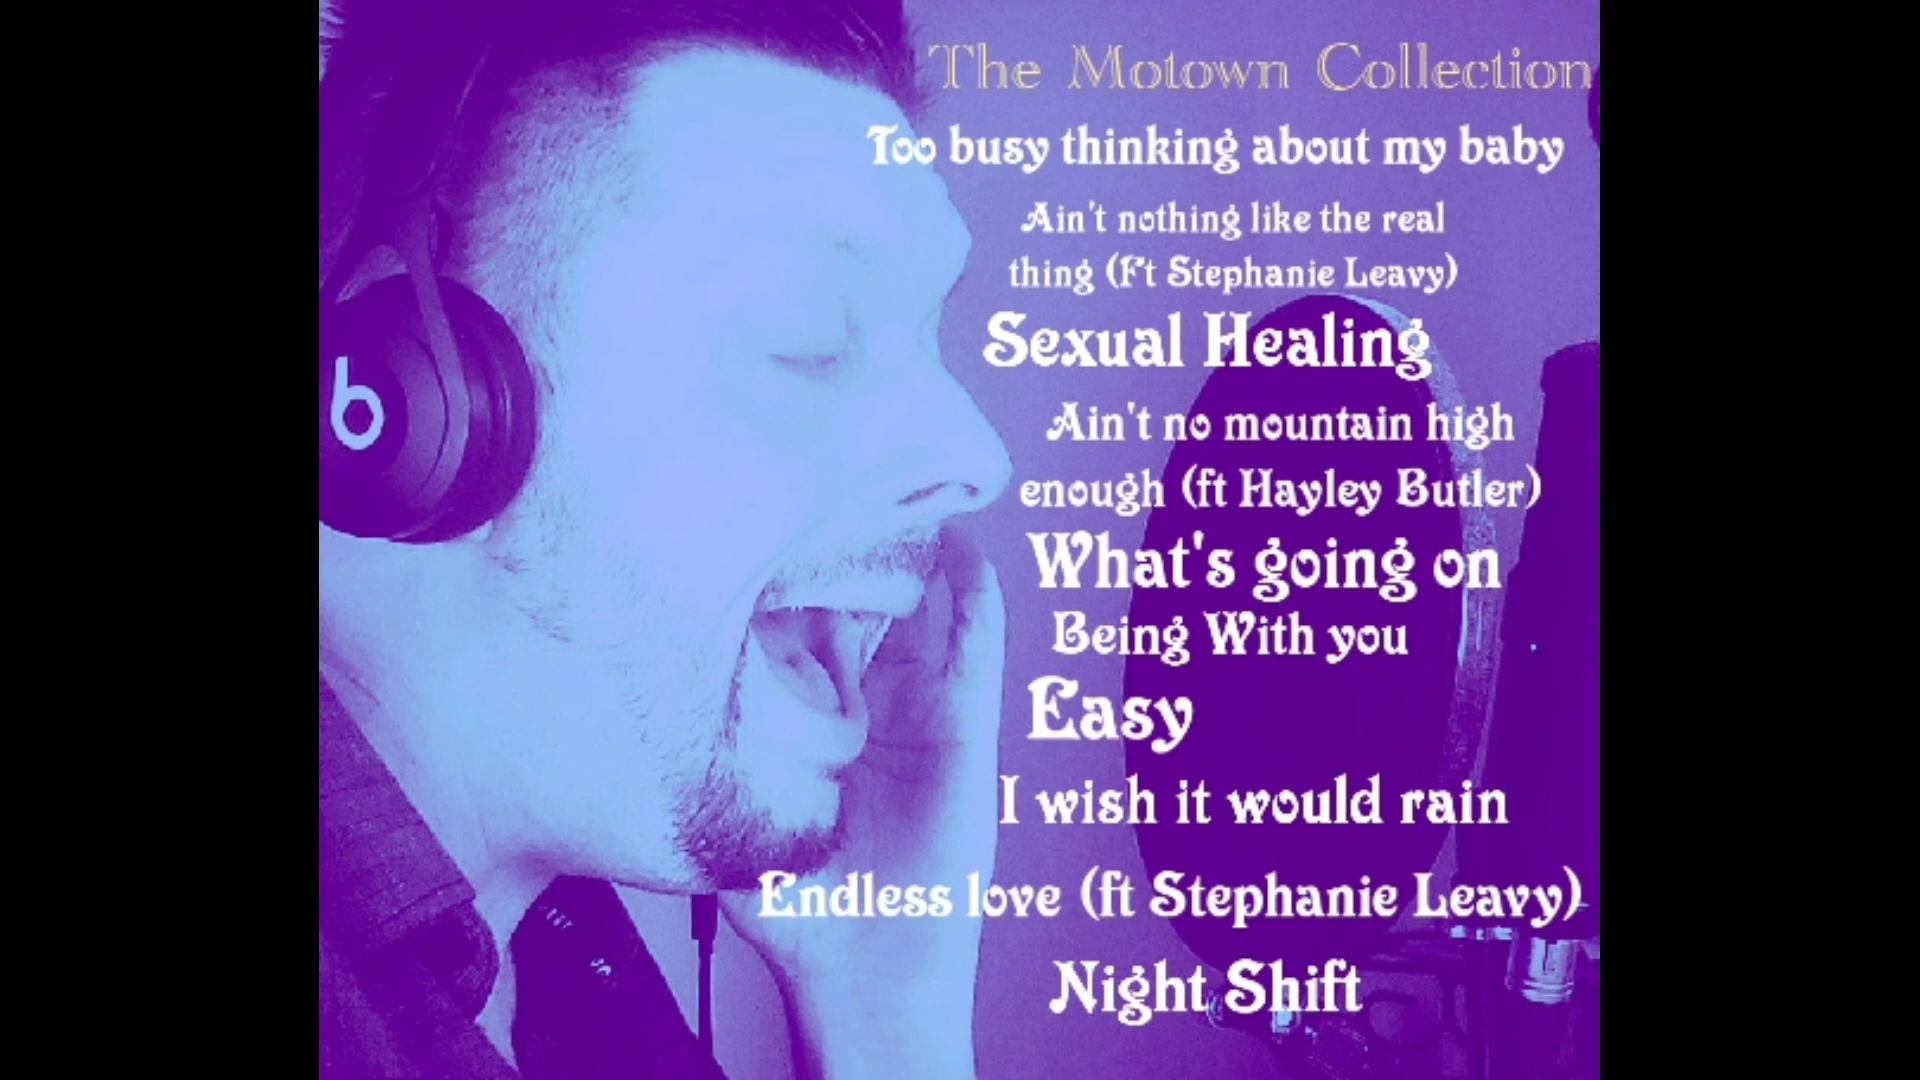 The Motown Collection
Too busy thinking about my baby
Ain't nothing like the real
thing (Ft Stephanie Leavy)
Sexual Healing
Ain't no mountain high
enough (ft Hayley Butler)
What's going on
Being With you
Easy
I wish it would rain
Endless love (ft Stephanie Leavy)
Night Shift
b